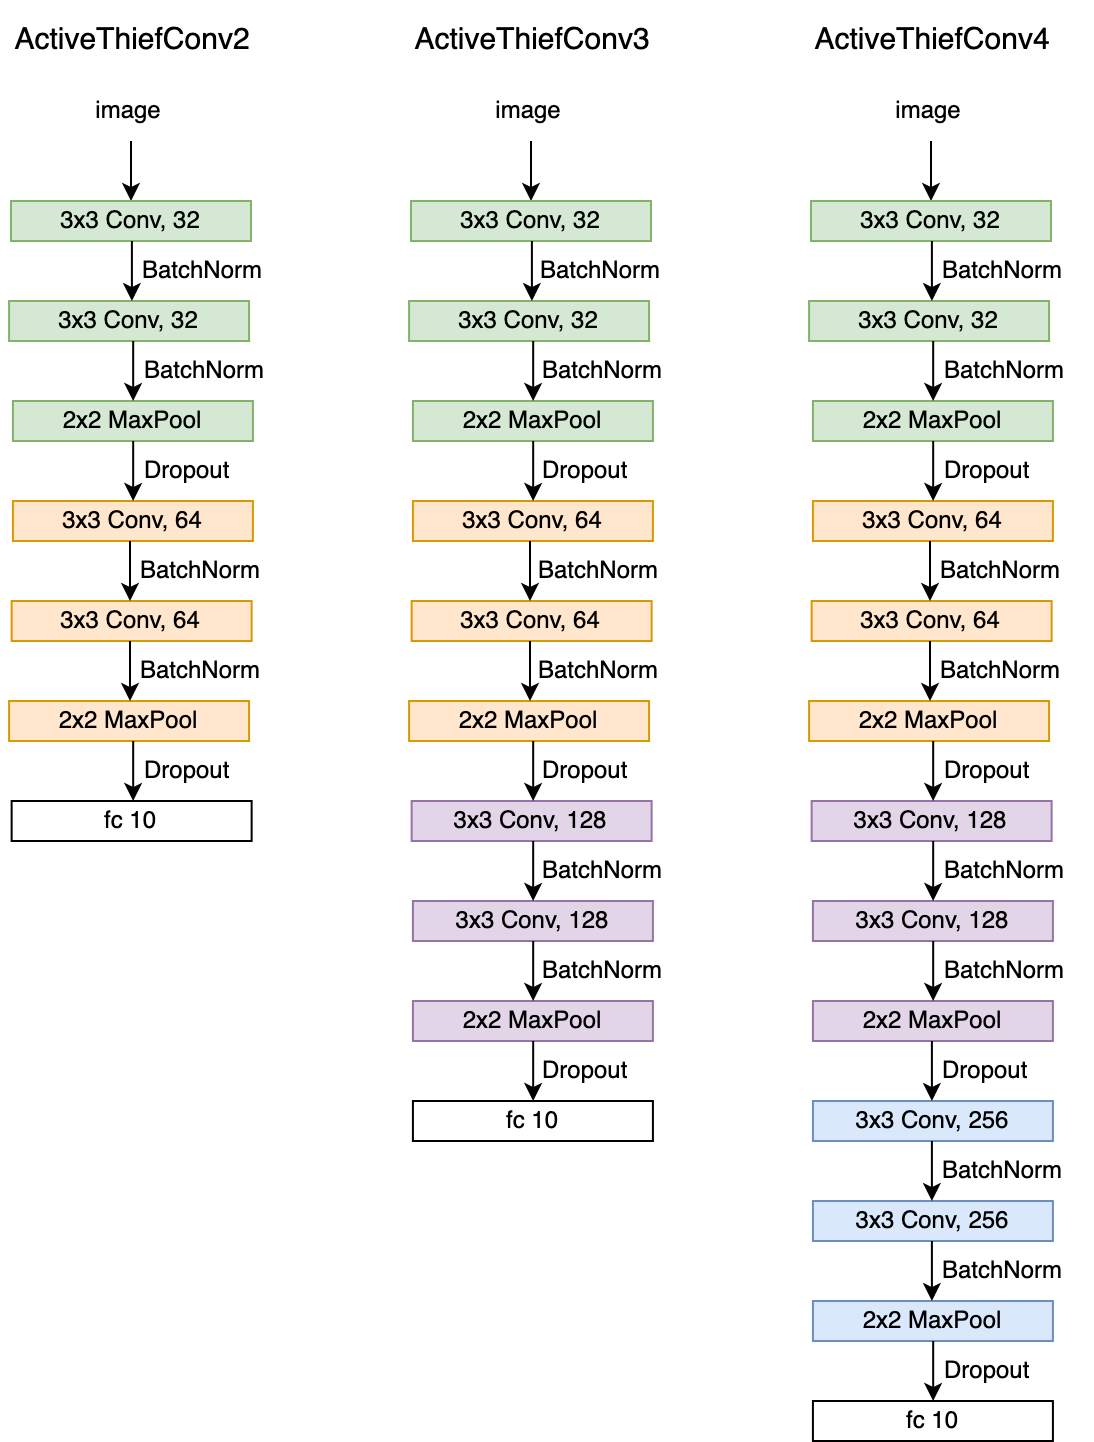 ActiveThiefConv2
image
3x3 Conv, 32
BatchNorm
3x3 Conv, 32
BatchNorm
2x2 MaxPool
Dropout
3x3 Conv, 64
BatchNorm
3x3 Conv, 64
BatchNorm
2x2 MaxPool
Dropout
fc 10
ActiveThiefConv3
image
3x3 Conv, 32
BatchNorm
3x3 Conv, 32
BatchNorm
2x2 MaxPool
Dropout
3x3 Conv, 64
BatchNorm
3x3 Conv, 64
BatchNorm
2x2 MaxPool
Dropout
3x3 Conv, 128
BatchNorm
3x3 Conv, 128
BatchNorm
2x2 MaxPool
Dropout
fc 10
ActiveThiefConv4
image
3x3 Conv, 32
BatchNorm
3x3 Conv, 32
BatchNorm
2x2 MaxPool
Dropout
3x3 Conv, 64
BatchNorm
3x3 Conv, 64
BatchNorm
2x2 MaxPool
Dropout
3x3 Conv, 128
BatchNorm
3x3 Conv, 128
BatchNorm
2x2 MaxPool
Dropout
3x3 Conv, 256
BatchNorm
3x3 Conv, 256
BatchNorm
2x2 MaxPool
Dropout
fc 10